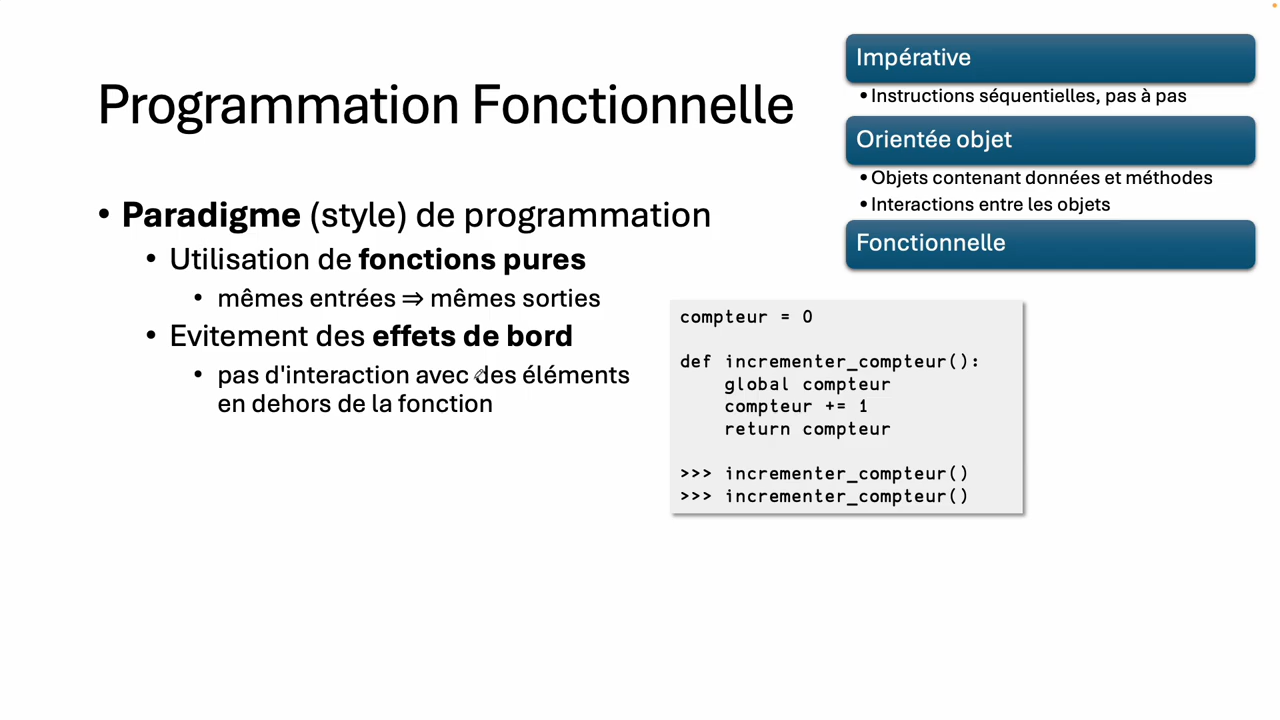 Programmation Fonctionnelle
• Paradigme (style) de programmation
• Utilisation de fonctions pures
• mêmes entrées ⇒ mêmes sorties
• Evitement des effets de bord
• pas d'interaction avec des éléments
en dehors de la fonction
Impérative
• Instructions séquentielles, pas à pas
Orientée objet
• Objets contenant données et méthodes
• Interactions entre les objets
Fonctionnelle
compteur = 0
def incrementer_compteur():
    global compteur
    compteur += 1
    return compteur
>>> incrementer_compteur()
>>> incrementer_compteur()